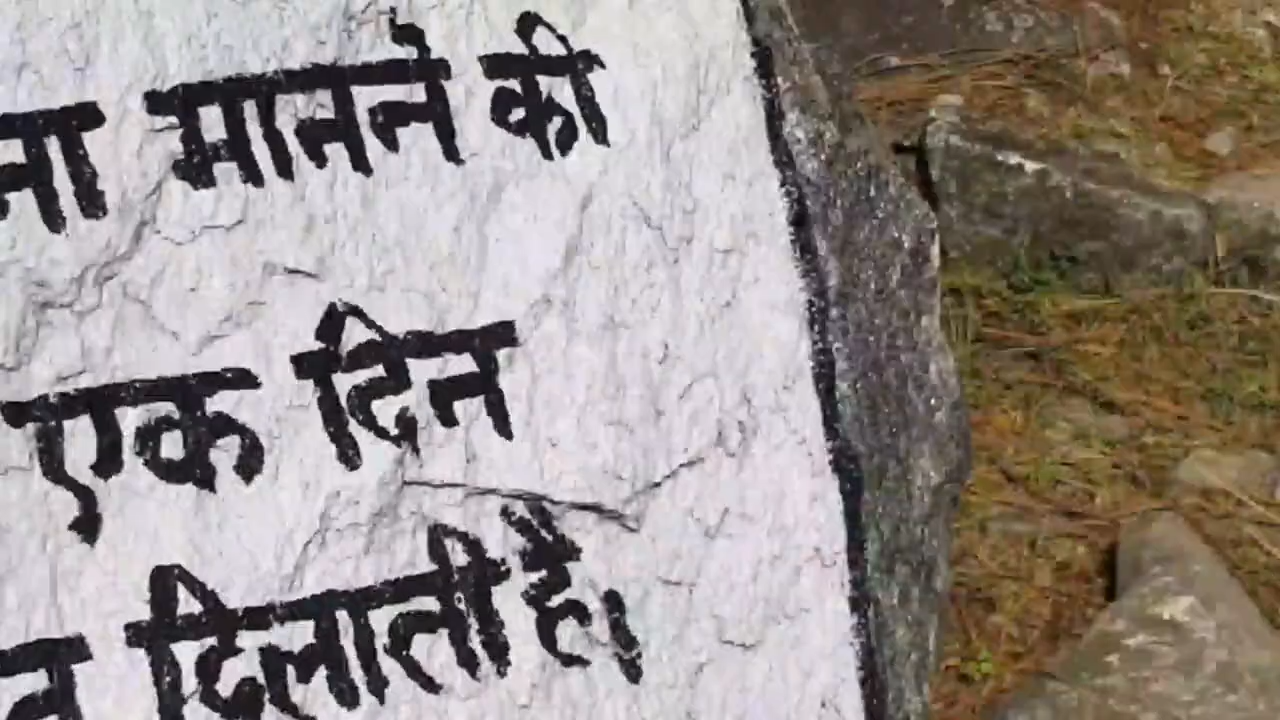 मानने की
एक दिन
दिलाती है।